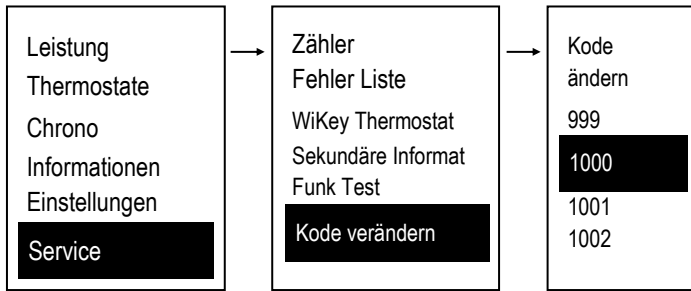 Leistung
Thermostate
Chrono
Informationen
Einstellungen
Service
Zähler
Fehler Liste
WiKey Thermostat
Sekundäre Informat
Funk Test
Kode verändern
Kode
ändern
999
1000
1001
1002